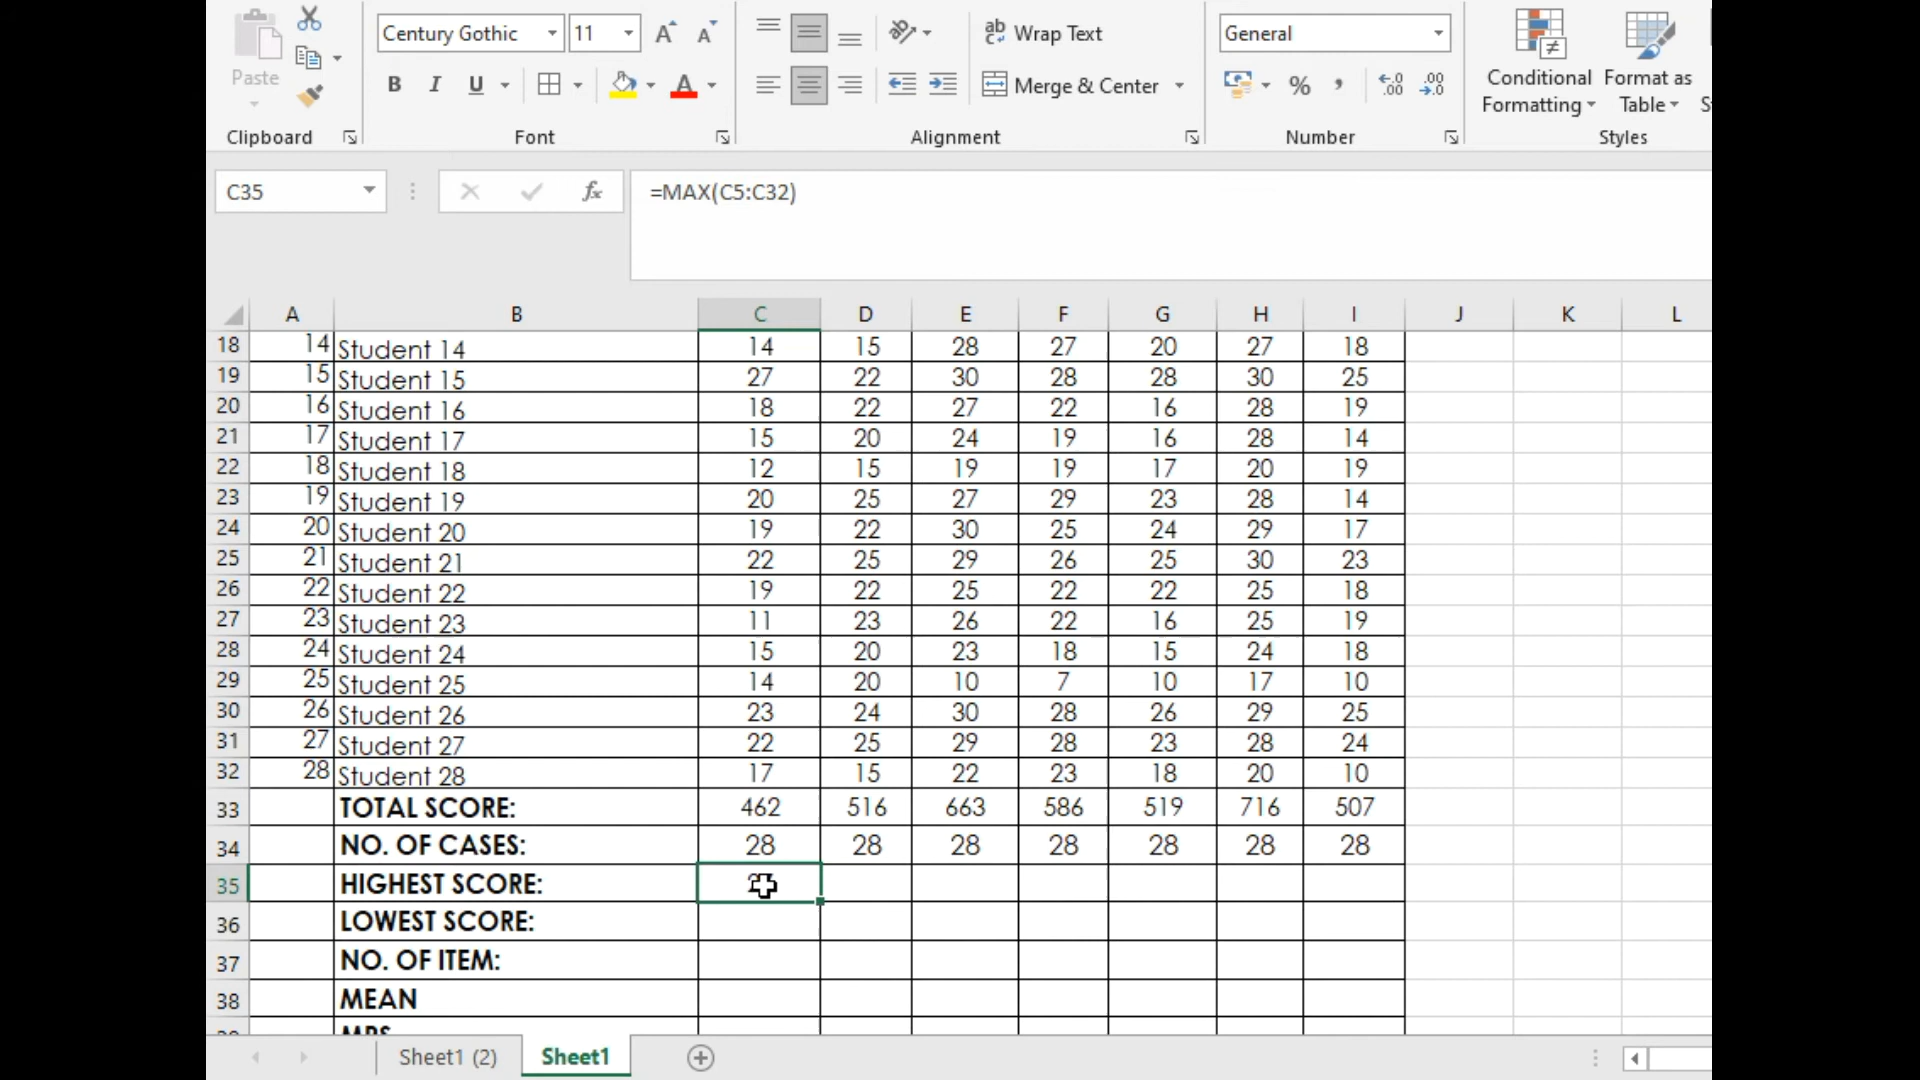 Century Gothic 11 Wrap Text General
Paste B I U Merge & Center % , Conditional Formatting Format as Table
Clipboard Font Alignment Number Styles
C35 fx =MAX(C5:C32)
A B C D E F G H I J K L
18 14 Student 14 14 15 28 27 20 27 18
19 15 Student 15 27 22 30 28 28 30 25
20 16 Student 16 18 22 27 22 16 28 19
21 17 Student 17 15 20 24 19 16 28 14
22 18 Student 18 12 15 19 19 17 20 19
23 19 Student 19 20 25 27 29 23 28 14
24 20 Student 20 19 22 30 25 24 29 17
25 21 Student 21 22 25 29 26 25 30 23
26 22 Student 22 19 22 25 22 22 25 18
27 23 Student 23 11 23 26 22 16 25 19
28 24 Student 24 15 20 23 18 15 24 18
29 25 Student 25 14 20 10 7 10 17 10
30 26 Student 26 23 24 30 28 26 29 25
31 27 Student 27 22 25 29 28 23 28 24
32 28 Student 28 17 15 22 23 18 20 10
33 TOTAL SCORE: 462 516 663 586 519 716 507
34 NO. OF CASES: 28 28 28 28 28 28 28
35 HIGHEST SCORE:
36 LOWEST SCORE:
37 NO. OF ITEM:
38 MEAN
Sheet1 (2) Sheet1